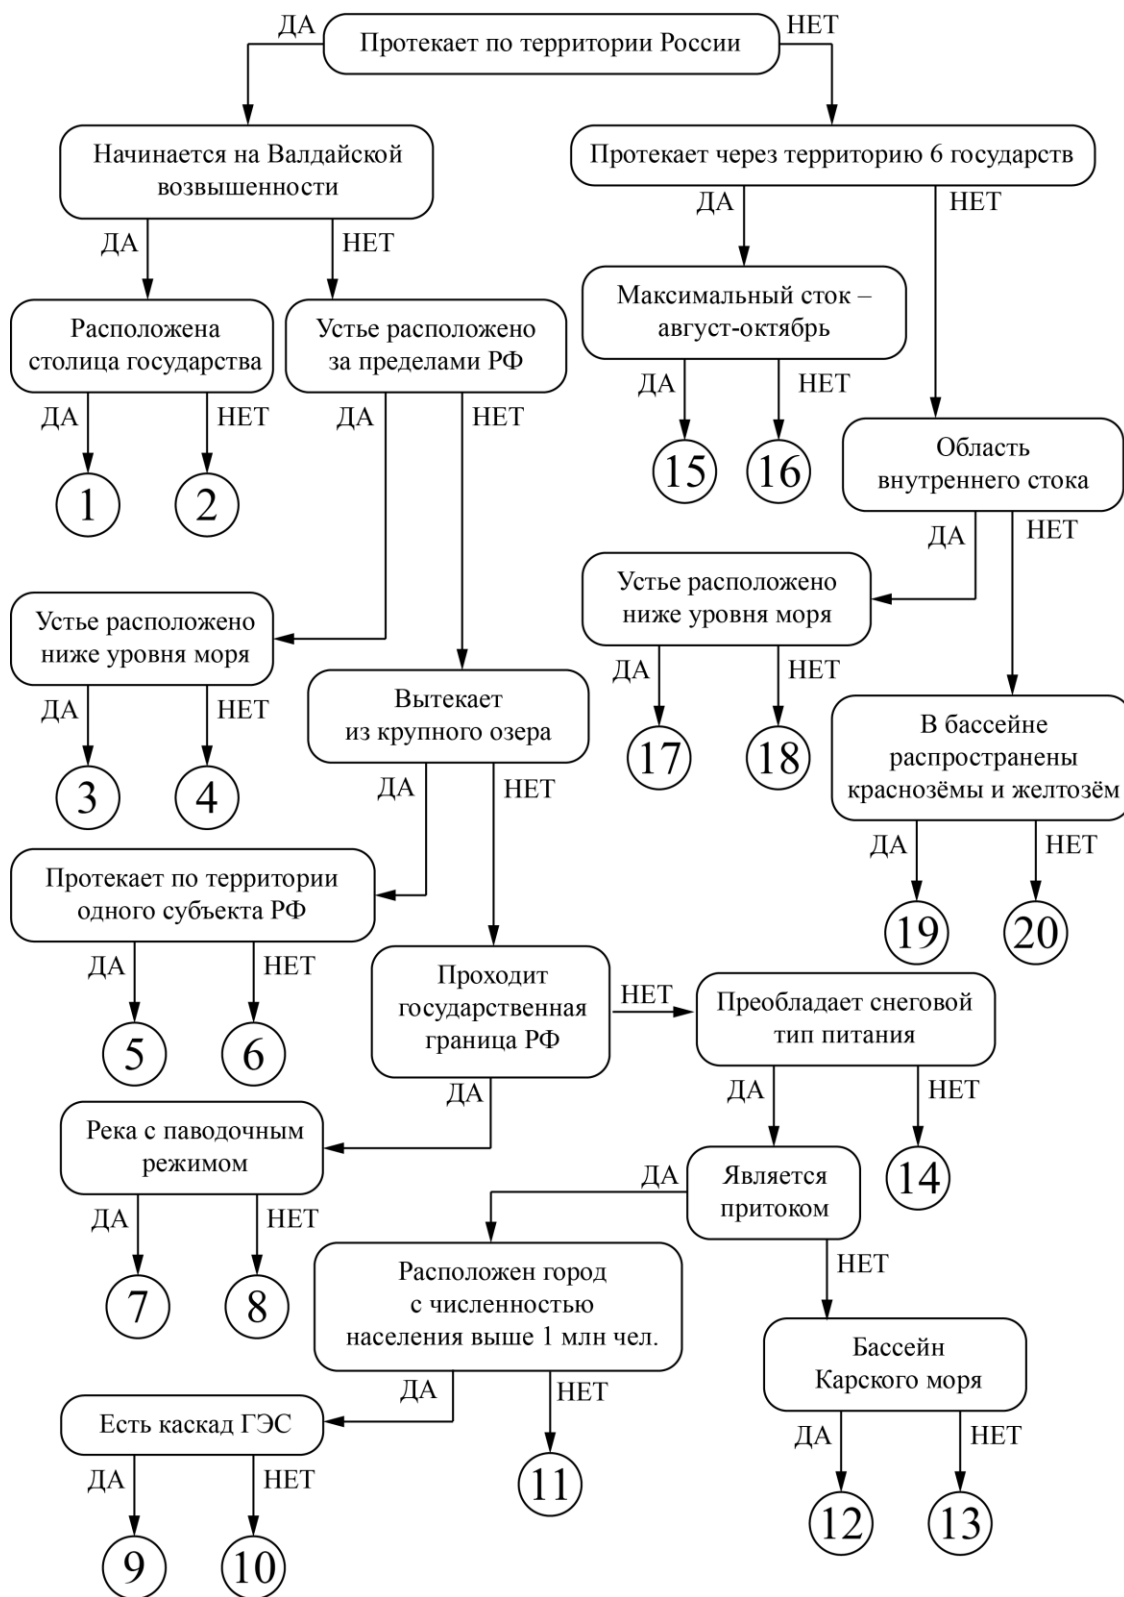 ДА
Протекает по территории России
НЕТ
Начинается на Валдайской
возвышенности
Протекает через территорию 6 государств
ДА
НЕТ
ДА
НЕТ
Расположена
столица государства
Устье расположено
за пределами РФ
Максимальный сток –
август-октябрь
ДА
НЕТ
ДА
НЕТ
ДА
НЕТ
1
2
15
16
Область
внутреннего стока
ДА
НЕТ
Устье расположено
ниже уровня моря
Устье расположено
ниже уровня моря
ДА
НЕТ
ДА
НЕТ
3
4
Вытекает
из крупного озера
17
18
В бассейне
распространены
краснозёмы и желтозём
ДА
НЕТ
ДА
НЕТ
Протекает по территории
одного субъекта РФ
19
20
ДА
НЕТ
5
6
Проходит
государственная
граница РФ
НЕТ
Преобладает снеговой
тип питания
ДА
ДА
НЕТ
Река с паводочным
режимом
ДА
НЕТ
7
8
ДА
Является
притоком
14
НЕТ
Расположен город
с численностью
населения выше 1 млн чел.
Бассейн
Карского моря
ДА
НЕТ
Есть каскад ГЭС
ДА
НЕТ
11
ДА
НЕТ
12
13
9
10